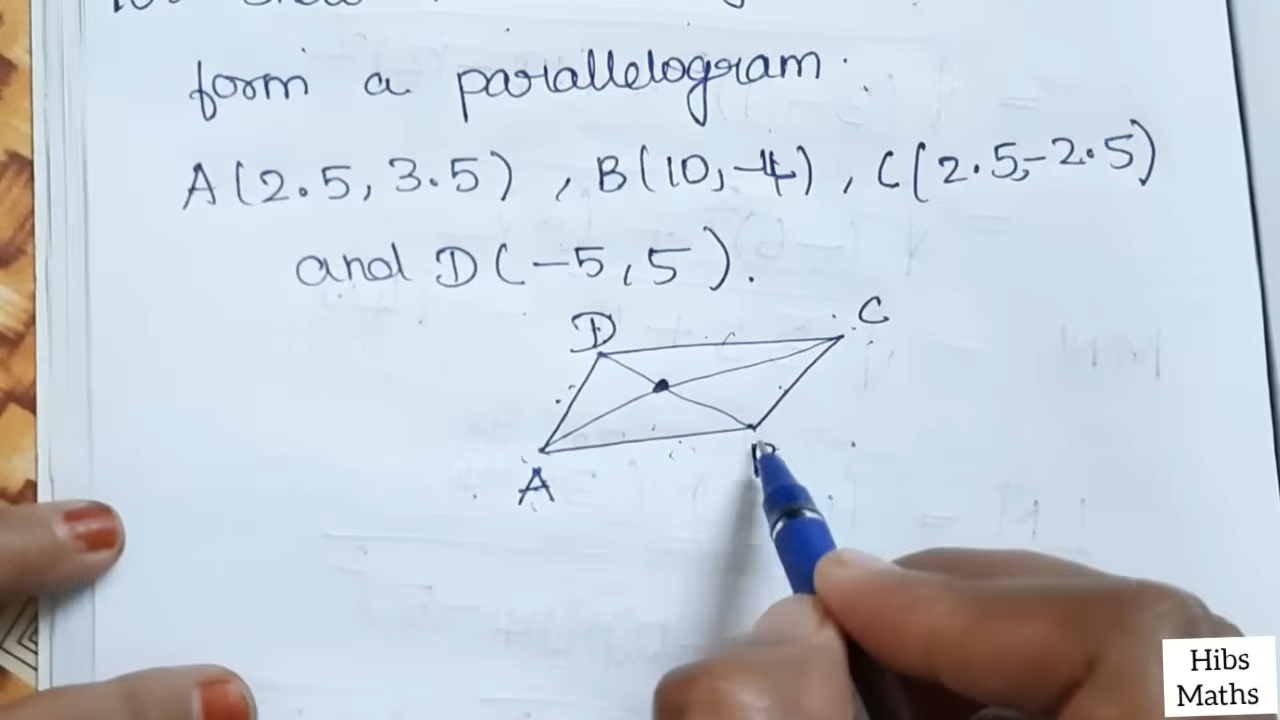 form a parallelogram.
A(2.5, 3.5) , B(10, -4) , C(2.5, -2.5)
and D(-5, 5).
D C
A
Hibs
Maths